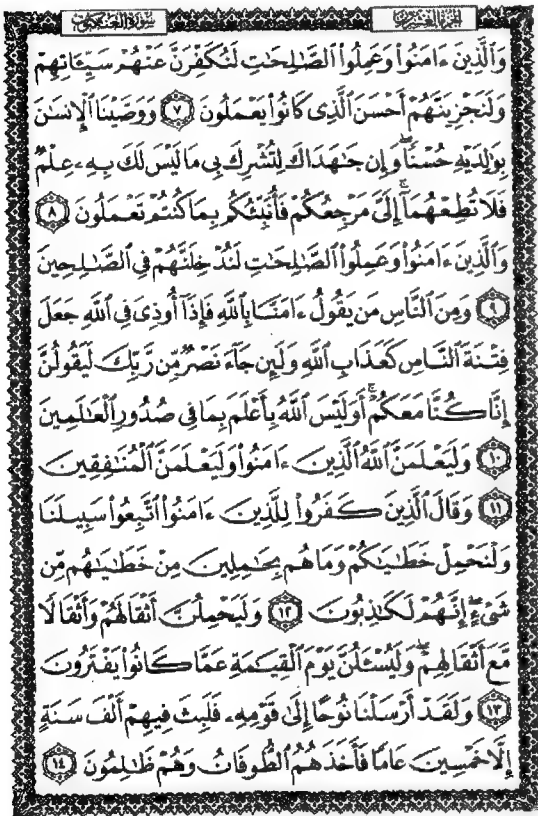 سورة العنكبوت الجزء العشرون
وَالَّذِينَ ءَامَنُوا وَعَمِلُوا الصَّـٰلِحَـٰتِ لَنُكَفِّرَنَّ عَنْهُمْ سَيِّـَٔاتِهِمْ
وَلَنَجْزِيَنَّهُمْ أَحْسَنَ الَّذِى كَانُوا يَعْمَلُونَ ٧ وَوَصَّيْنَا الْإِنسَـٰنَ
بِوَٰلِدَيْهِ حُسْنًا ۖ وَإِن جَـٰهَدَاكَ لِتُشْرِكَ بِى مَا لَيْسَ لَكَ بِهِۦ عِلْمٌ
فَلَا تُطِعْهُمَا ۚ إِلَىَّ مَرْجِعُكُمْ فَأُنَبِّئُكُم بِمَا كُنتُمْ تَعْمَلُونَ ٨
وَالَّذِينَ ءَامَنُوا وَعَمِلُوا الصَّـٰلِحَـٰتِ لَنُدْخِلَنَّهُمْ فِى الصَّـٰلِحِينَ
٩ وَمِنَ النَّاسِ مَن يَقُولُ ءَامَنَّا بِاللَّهِ فَإِذَآ أُوذِىَ فِى اللَّهِ جَعَلَ
فِتْنَةَ النَّاسِ كَعَذَابِ اللَّهِ وَلَئِن جَآءَ نَصْرٌ مِّن رَّبِّكَ لَيَقُولُنَّ
إِنَّا كُنَّا مَعَكُمْ ۚ أَوَلَيْسَ اللَّهُ بِأَعْلَمَ بِمَا فِى صُدُورِ الْعَـٰلَمِينَ
١٠ وَلَيَعْلَمَنَّ اللَّهُ الَّذِينَ ءَامَنُوا وَلَيَعْلَمَنَّ الْمُنَـٰفِقِينَ
١١ وَقَالَ الَّذِينَ كَفَرُوا لِلَّذِينَ ءَامَنُوا اتَّبِعُوا سَبِيلَنَا
وَلْنَحْمِلْ خَطَـٰيَـٰكُمْ وَمَا هُم بِحَـٰمِلِينَ مِنْ خَطَـٰيَـٰهُم مِّن
شَىْءٍ ۖ إِنَّهُمْ لَكَـٰذِبُونَ ١٢ وَلَيَحْمِلُنَّ أَثْقَالَهُمْ وَأَثْقَالًا
مَّعَ أَثْقَالِهِمْ ۖ وَلَيُسْـَٔلُنَّ يَوْمَ الْقِيَـٰمَةِ عَمَّا كَانُوا يَفْتَرُونَ
١٣ وَلَقَدْ أَرْسَلْنَا نُوحًا إِلَىٰ قَوْمِهِۦ فَلَبِثَ فِيهِمْ أَلْفَ سَنَةٍ
إِلَّا خَمْسِينَ عَامًا فَأَخَذَهُمُ الطُّوفَانُ وَهُمْ ظَـٰلِمُونَ ١٤